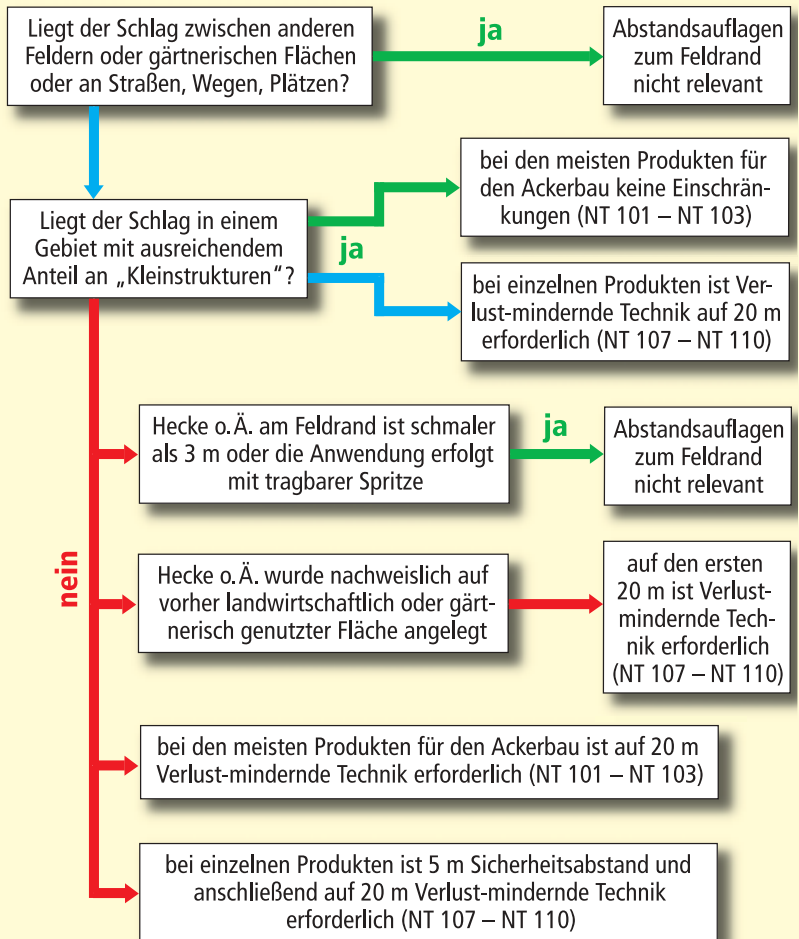 Liegt der Schlag zwischen anderen
Feldern oder gärtnerischen Flächen
oder an Straßen, Wegen, Plätzen?
ja
Abstandsauflagen
zum Feldrand
nicht relevant
bei den meisten Produkten für
den Ackerbau keine Einschrän-
kungen (NT 101 – NT 103)
Liegt der Schlag in einem
Gebiet mit ausreichendem
Anteil an „Kleinstrukturen"?
ja
bei einzelnen Produkten ist Ver-
lust-mindernde Technik auf 20 m
erforderlich (NT 107 – NT 110)
nein
Hecke o. Ä. am Feldrand ist schmaler
als 3 m oder die Anwendung erfolgt
mit tragbarer Spritze
ja
Abstandsauflagen
zum Feldrand
nicht relevant
Hecke o. Ä. wurde nachweislich auf
vorher landwirtschaftlich oder gärt-
nerisch genutzter Fläche angelegt
auf den ersten
20 m ist Verlust-
mindernde Tech-
nik erforderlich
(NT 107 – NT 110)
bei den meisten Produkten für den Ackerbau ist auf 20 m
Verlust-mindernde Technik erforderlich (NT 101 – NT 103)
bei einzelnen Produkten ist 5 m Sicherheitsabstand und
anschließend auf 20 m Verlust-mindernde Technik
erforderlich (NT 107 – NT 110)